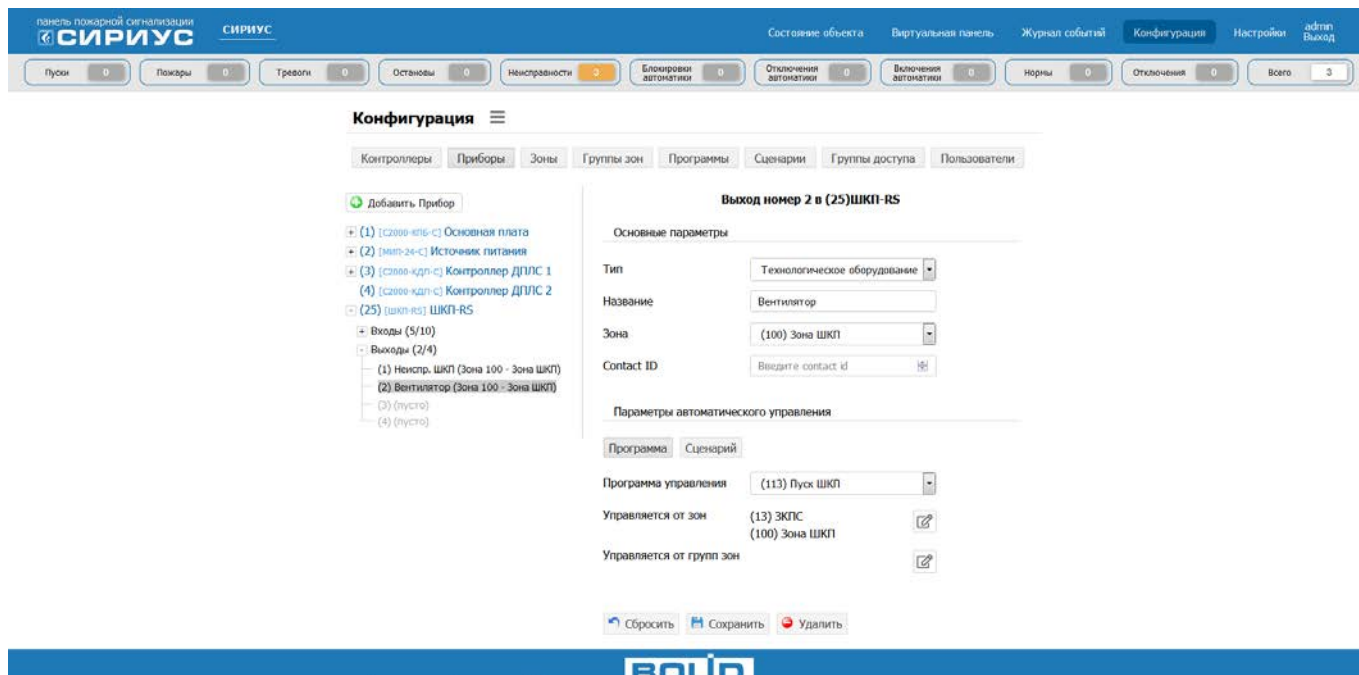 панель пожарной сигнализации
СИРИУС
СИРИУС
Состояние объекта
Виртуальная панель
Журнал событий
Конфигурация
Настройки
admin
Выход
Пуски 0
Пожары 0
Тревоги 0
Остановы 0
Неисправности 3
Блокировки автоматики 0
Отключения автоматики 0
Включения автоматики 0
Нормы 0
Отключения 0
Всего 3
Конфигурация
Контроллеры Приборы Зоны Группы зон Программы Сценарии Группы доступа Пользователи
Добавить Прибор
(1) [С2000-КПБ-С] Основная плата
(2) [МИП-24-С] Источник питания
(3) [С2000-КДЛ-С] Контроллер ДПЛС 1
(4) [С2000-КДЛ-С] Контроллер ДПЛС 2
(25) [ШКП-RS] ШКП-RS
Входы (5/10)
Выходы (2/4)
(1) Неиспр. ШКП (Зона 100 - Зона ШКП)
(2) Вентилятор (Зона 100 - Зона ШКП)
(3) (пусто)
(4) (пусто)
Выход номер 2 в (25)ШКП-RS
Основные параметры
Тип Технологическое оборудование
Название Вентилятор
Зона (100) Зона ШКП
Contact ID Введите contact id
Параметры автоматического управления
Программа Сценарий
Программа управления (113) Пуск ШКП
Управляется от зон (13) ЗКПС
(100) Зона ШКП
Управляется от групп зон
Сбросить Сохранить Удалить
BOLID